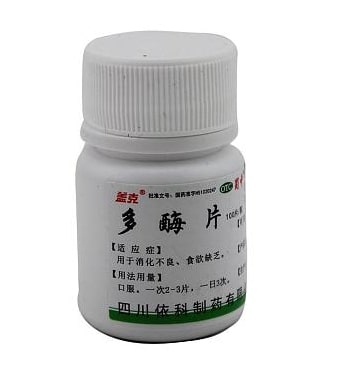 盖克® 批准文号：国药准字H51020247 OTC
多酶片 100片
【适应症】
用于消化不良、食欲缺乏。
【用法用量】
口服。一次2-3片，一日3次。
四川依科制药有限